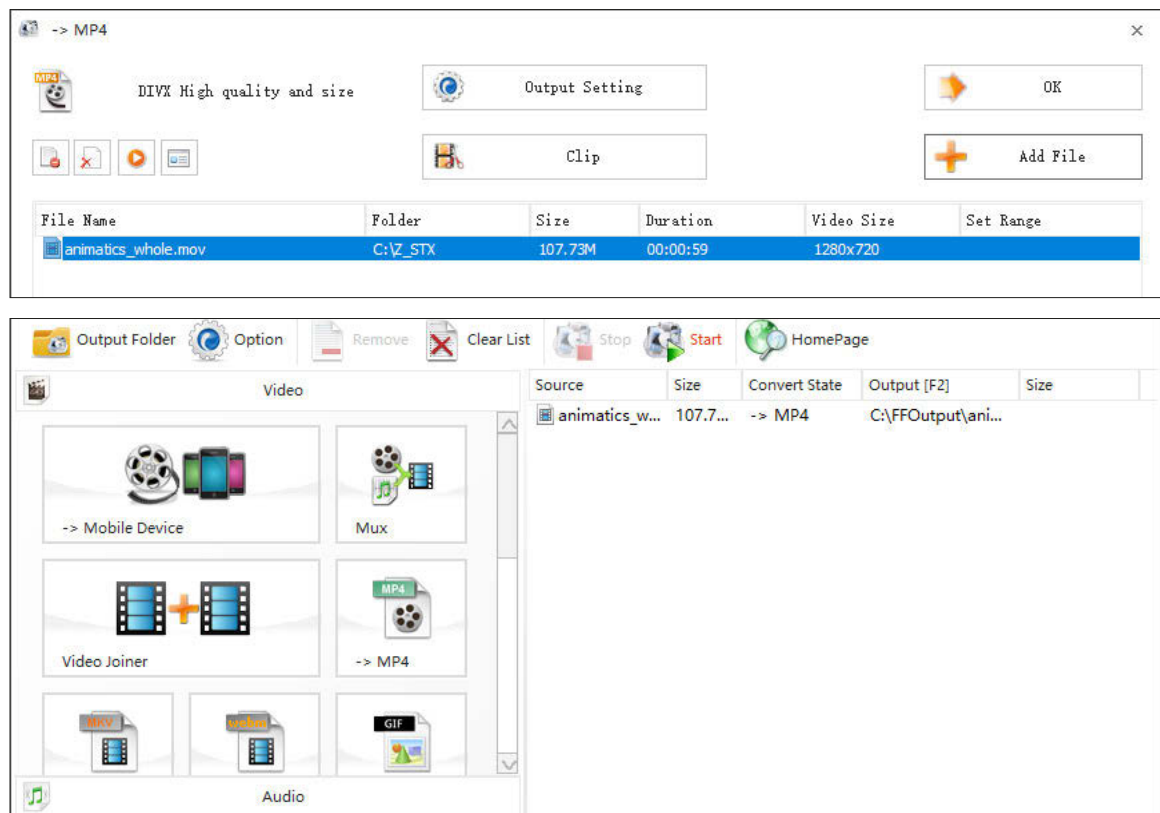 -> MP4
MP4
DIVX High quality and size
Output Setting
OK
Clip
Add File
File Name Folder Size Duration Video Size Set Range
animatics_whole.mov C:\Z_STX 107.73M 00:00:59 1280x720
Output Folder Option Remove Clear List Stop Start HomePage
Video
Source Size Convert State Output [F2] Size
animatics_w... 107.7... -> MP4 C:\FFOutput\ani...
-> Mobile Device
Mux
MP4
Video Joiner
-> MP4
MKV
webm
GIF
Audio